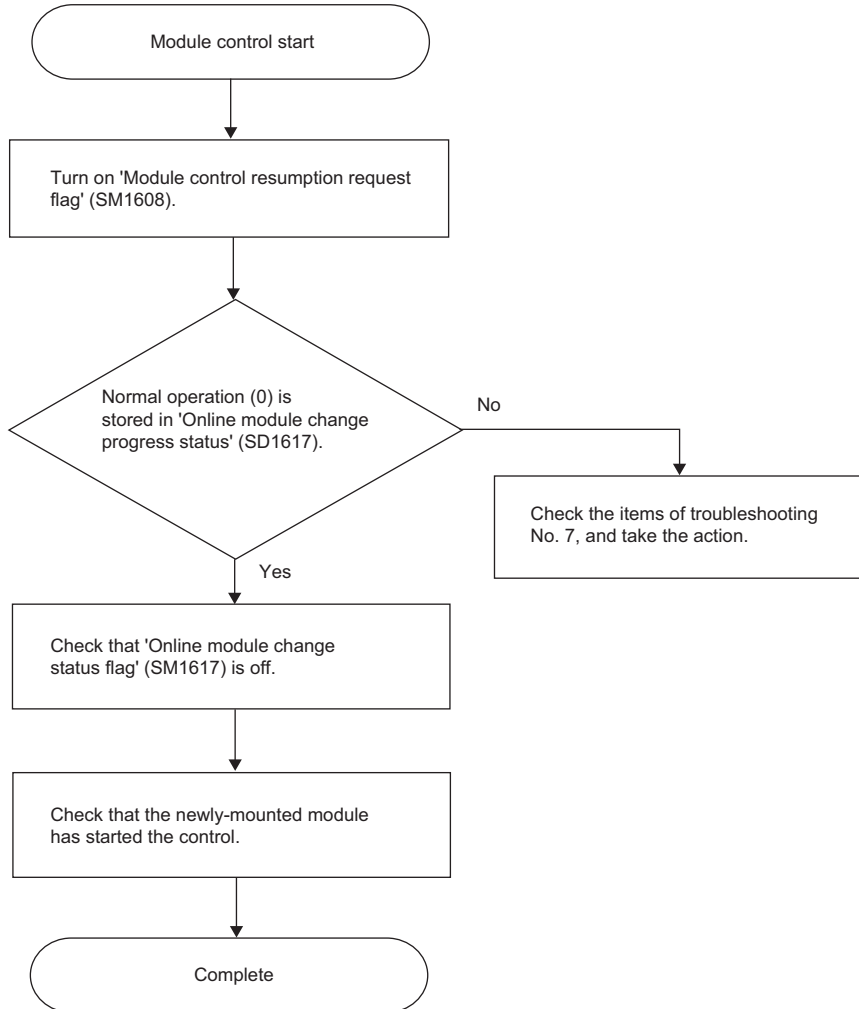 Module control start
Turn on 'Module control resumption request
flag' (SM1608).
Normal operation (0) is
stored in 'Online module change
progress status' (SD1617).
No
Check the items of troubleshooting
No. 7, and take the action.
Yes
Check that 'Online module change
status flag' (SM1617) is off.
Check that the newly-mounted module
has started the control.
Complete